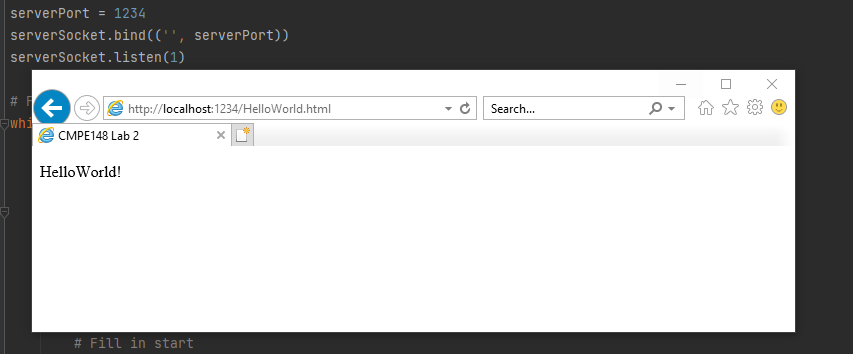 serverPort = 1234
serverSocket.bind(('', serverPort))
serverSocket.listen(1)
# F
whi
http://localhost:1234/HelloWorld.html
Search...
CMPE148 Lab 2
HelloWorld!
# Fill in start